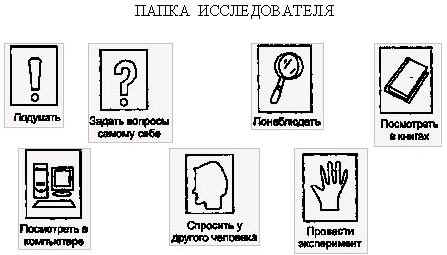 ПАПКА ИССЛЕДОВАТЕЛЯ
Подумать
Задать вопросы
самому себе
Понаблюдать
Посмотреть
в книгах
Посмотреть в
компьютере
Спросить у
другого человека
Провести
эксперимент